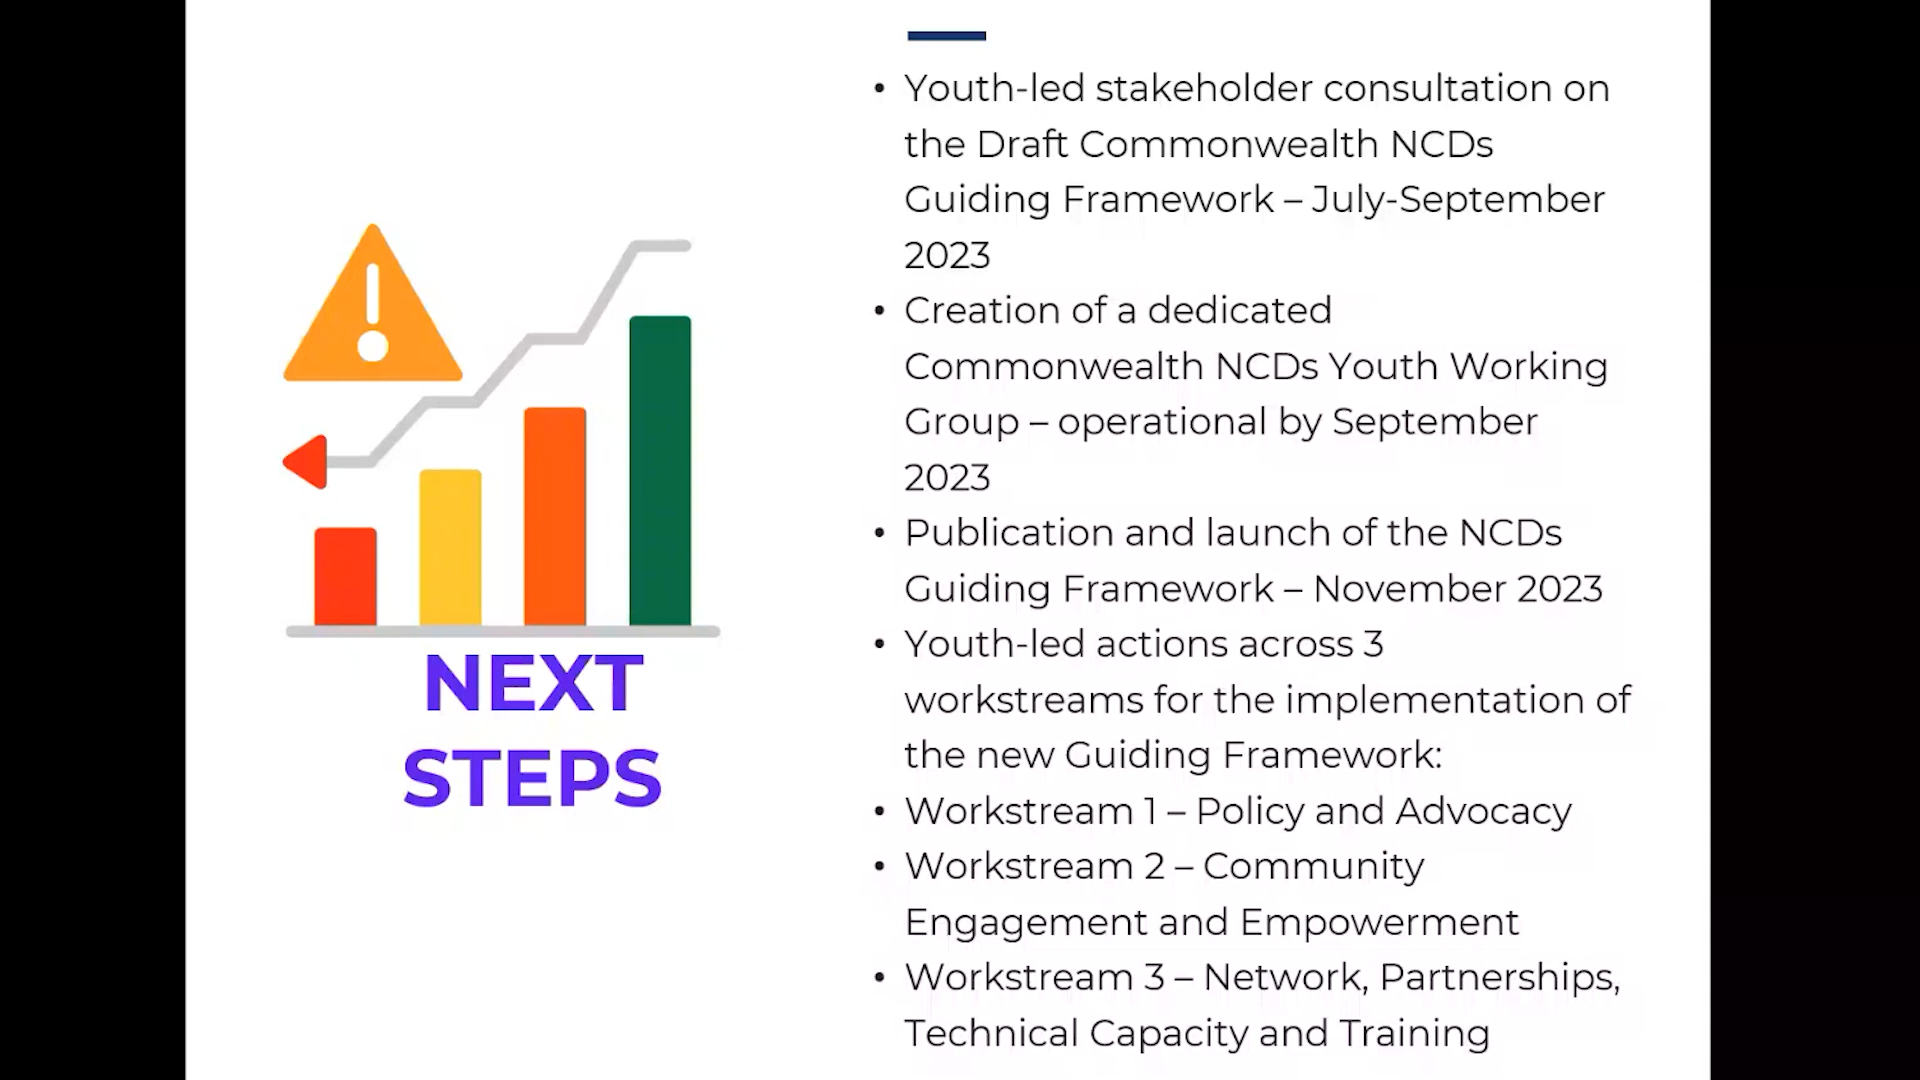 NEXT
STEPS
• Youth-led stakeholder consultation on
the Draft Commonwealth NCDs
Guiding Framework – July-September
2023
• Creation of a dedicated
Commonwealth NCDs Youth Working
Group – operational by September
2023
• Publication and launch of the NCDs
Guiding Framework – November 2023
• Youth-led actions across 3
workstreams for the implementation of
the new Guiding Framework:
• Workstream 1 – Policy and Advocacy
• Workstream 2 – Community
Engagement and Empowerment
• Workstream 3 – Network, Partnerships,
Technical Capacity and Training